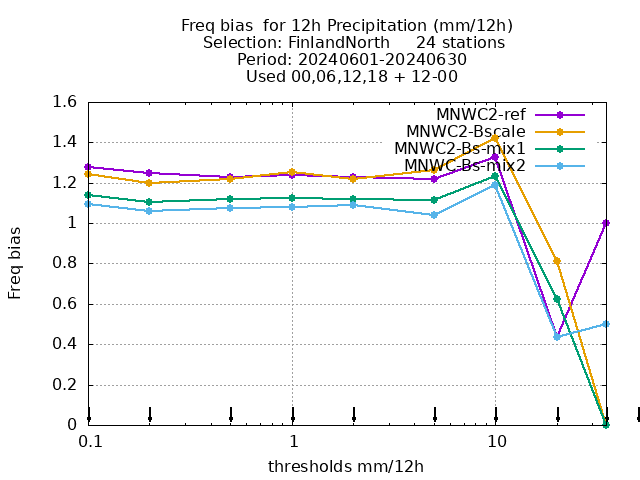 Freq bias  for 12h Precipitation (mm/12h)
Selection: FinlandNorth     24 stations
Period: 20240601-20240630
Used 00,06,12,18 + 12-00
1.6
1.4
1.2
1
0.8
0.6
0.4
0.2
0
Freq bias
MNWC2-ref
MNWC2-Bscale
MNWC2-Bs-mix1
MNWC-Bs-mix2
0.1
1
10
thresholds mm/12h